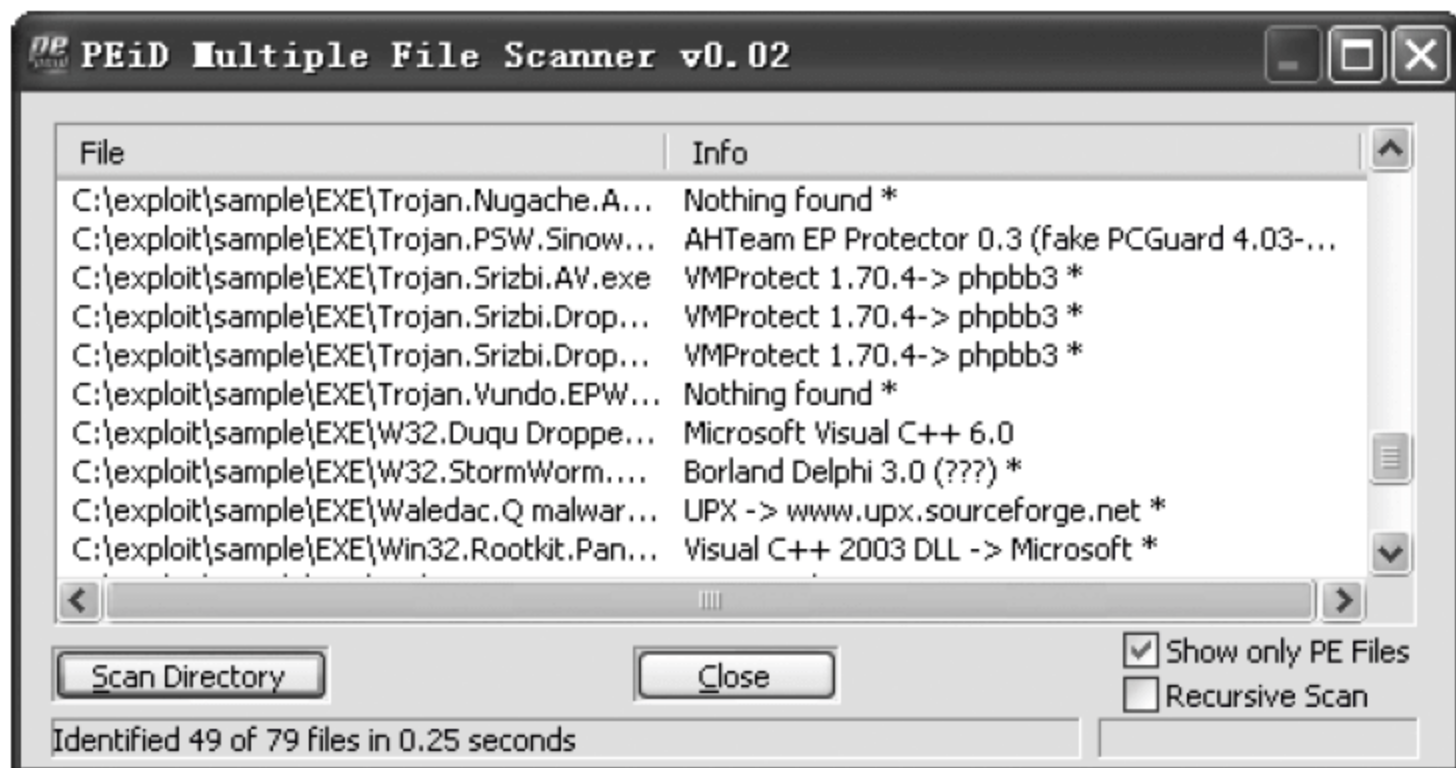 PEiD Multiple File Scanner v0.02
File Info
C:\exploit\sample\EXE\Trojan.Nugache.A... Nothing found *
C:\exploit\sample\EXE\Trojan.PSW.Sinow... AHTeam EP Protector 0.3 (fake PCGuard 4.03-...
C:\exploit\sample\EXE\Trojan.Srizbi.AV.exe VMProtect 1.70.4-> phpbb3 *
C:\exploit\sample\EXE\Trojan.Srizbi.Drop... VMProtect 1.70.4-> phpbb3 *
C:\exploit\sample\EXE\Trojan.Srizbi.Drop... VMProtect 1.70.4-> phpbb3 *
C:\exploit\sample\EXE\Trojan.Vundo.EPW... Nothing found *
C:\exploit\sample\EXE\W32.Duqu Droppe... Microsoft Visual C++ 6.0
C:\exploit\sample\EXE\W32.StormWorm.... Borland Delphi 3.0 (???) *
C:\exploit\sample\EXE\Waledac.Q malwar... UPX -> www.upx.sourceforge.net *
C:\exploit\sample\EXE\Win32.Rootkit.Pan... Visual C++ 2003 DLL -> Microsoft *
Scan Directory Close Show only PE Files
Recursive Scan
Identified 49 of 79 files in 0.25 seconds